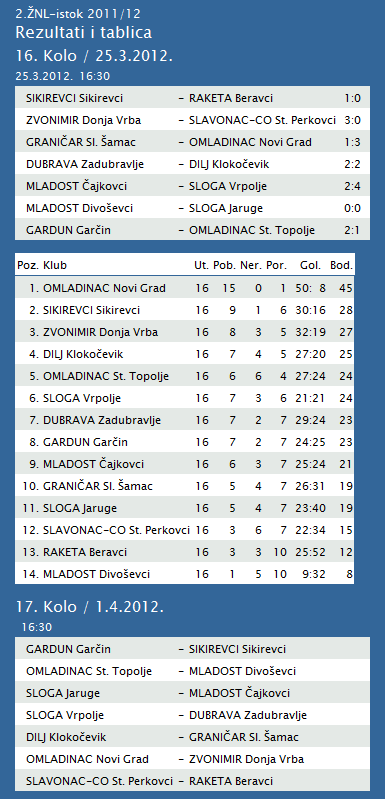 2.ŽNL-istok 2011/12
Rezultati i tablica
16. Kolo / 25.3.2012.
25.3.2012. 16:30
SIKIREVCI Sikirevci - RAKETA Beravci 1:0
ZVONIMIR Donja Vrba - SLAVONAC-CO St. Perkovci 3:0
GRANIČAR Sl. Šamac - OMLADINAC Novi Grad 1:3
DUBRAVA Zadubravlje - DILJ Klokočevik 2:2
MLADOST Čajkovci - SLOGA Vrpolje 2:4
MLADOST Divoševci - SLOGA Jaruge 0:0
GARDUN Garčin - OMLADINAC St. Topolje 2:1
Poz. Klub Ut. Pob. Ner. Por. Gol. Bod.
1. OMLADINAC Novi Grad 16 15 0 1 50: 8 45
2. SIKIREVCI Sikirevci 16 9 1 6 30:16 28
3. ZVONIMIR Donja Vrba 16 8 3 5 32:19 27
4. DILJ Klokočevik 16 7 4 5 27:20 25
5. OMLADINAC St. Topolje 16 6 6 4 27:24 24
6. SLOGA Vrpolje 16 7 3 6 21:21 24
7. DUBRAVA Zadubravlje 16 7 2 7 29:24 23
8. GARDUN Garčin 16 7 2 7 24:25 23
9. MLADOST Čajkovci 16 6 3 7 25:24 21
10. GRANIČAR Sl. Šamac 16 5 4 7 26:31 19
11. SLOGA Jaruge 16 5 4 7 23:40 19
12. SLAVONAC-CO St. Perkovci 16 3 6 7 22:34 15
13. RAKETA Beravci 16 3 3 10 25:52 12
14. MLADOST Divoševci 16 1 5 10 9:32 8
17. Kolo / 1.4.2012.
16:30
GARDUN Garčin - SIKIREVCI Sikirevci
OMLADINAC St. Topolje - MLADOST Divoševci
SLOGA Jaruge - MLADOST Čajkovci
SLOGA Vrpolje - DUBRAVA Zadubravlje
DILJ Klokočevik - GRANIČAR Sl. Šamac
OMLADINAC Novi Grad - ZVONIMIR Donja Vrba
SLAVONAC-CO St. Perkovci - RAKETA Beravci